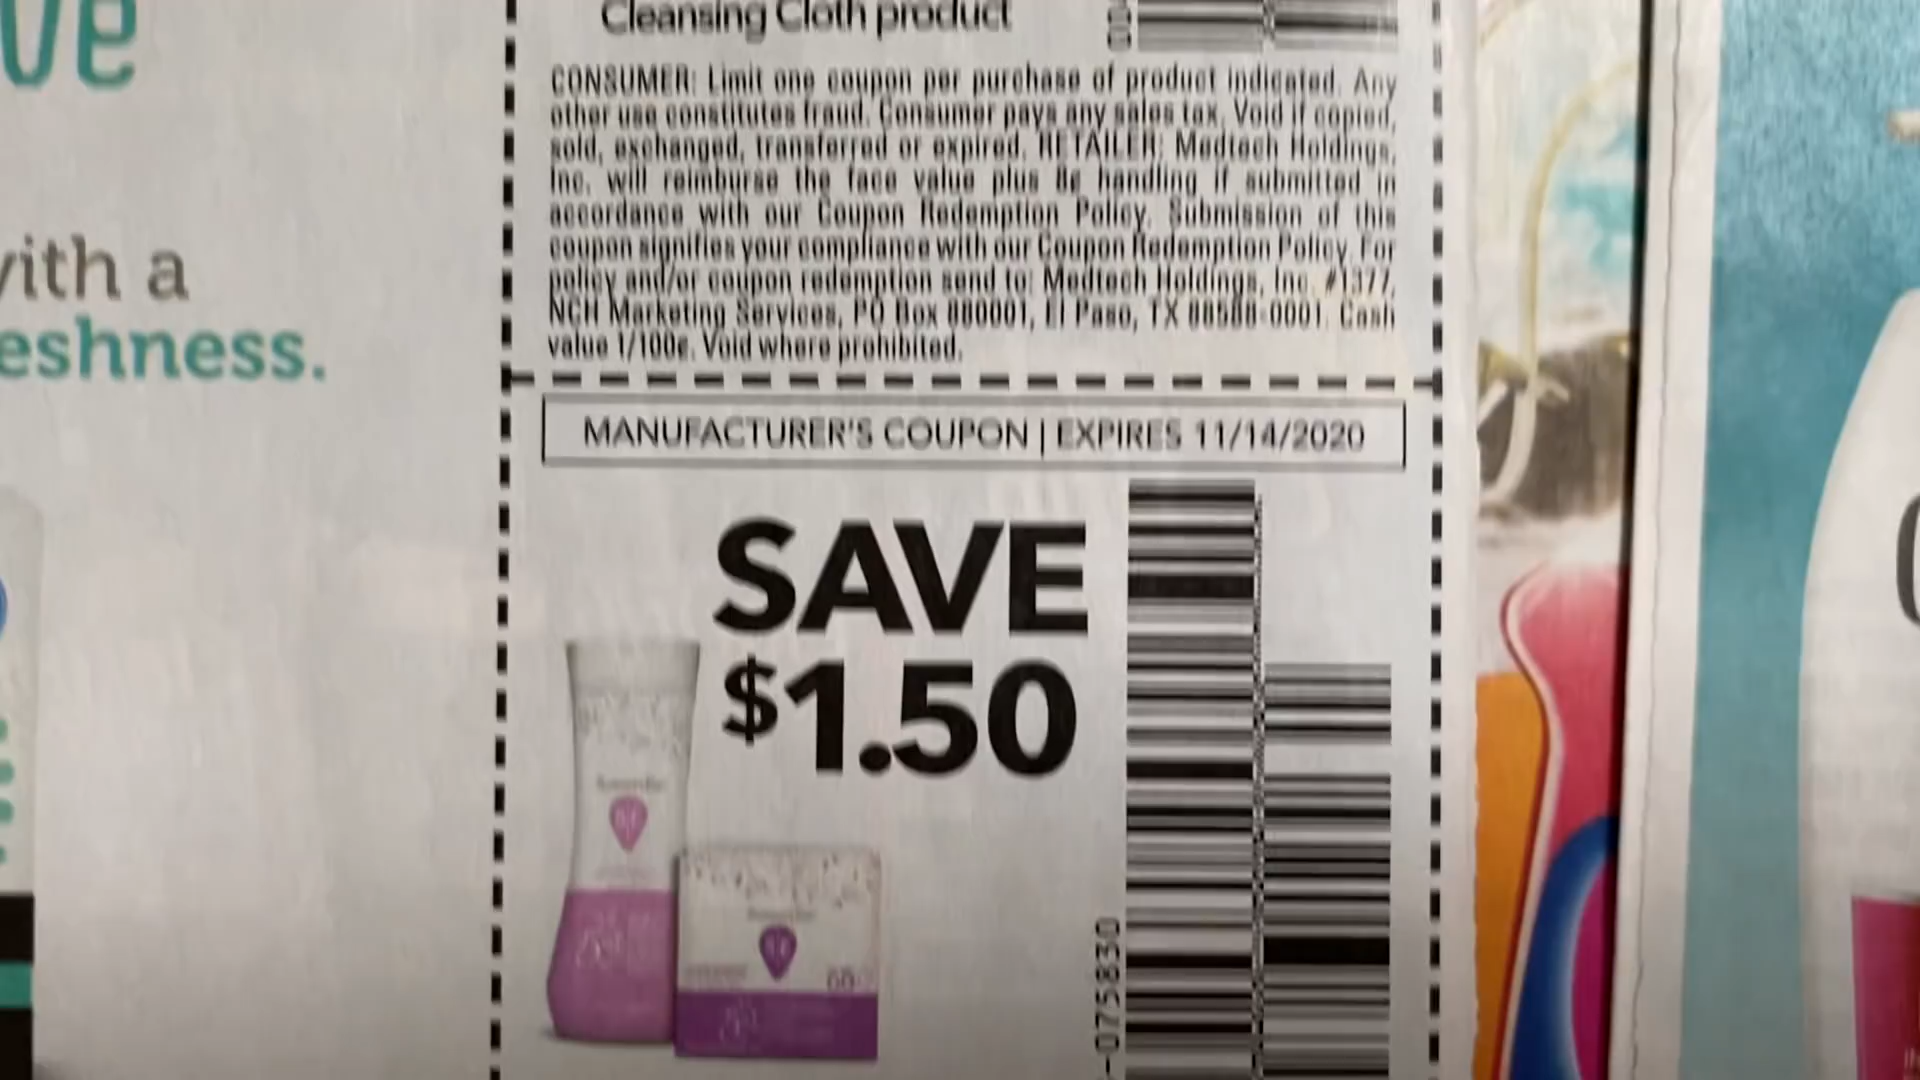 ve
with a
eshness.
Cleansing Cloth product
CONSUMER: Limit one coupon per purchase of product indicated. Any
other use constitutes fraud. Consumer pays any sales tax. Void if copied,
sold, exchanged, transferred or expired. RETAILER: Medtech Holdings,
Inc. will reimburse the face value plus 8¢ handling if submitted in
accordance with our Coupon Redemption Policy. Submission of this
coupon signifies your compliance with our Coupon Redemption Policy. For
policy and/or coupon redemption send to: Medtech Holdings, Inc. #1377,
NCH Marketing Services, PO Box 880001, El Paso, TX 88588-0001. Cash
value 1/100¢. Void where prohibited.
MANUFACTURER'S COUPON | EXPIRES 11/14/2020
SAVE
$1.50
-075830